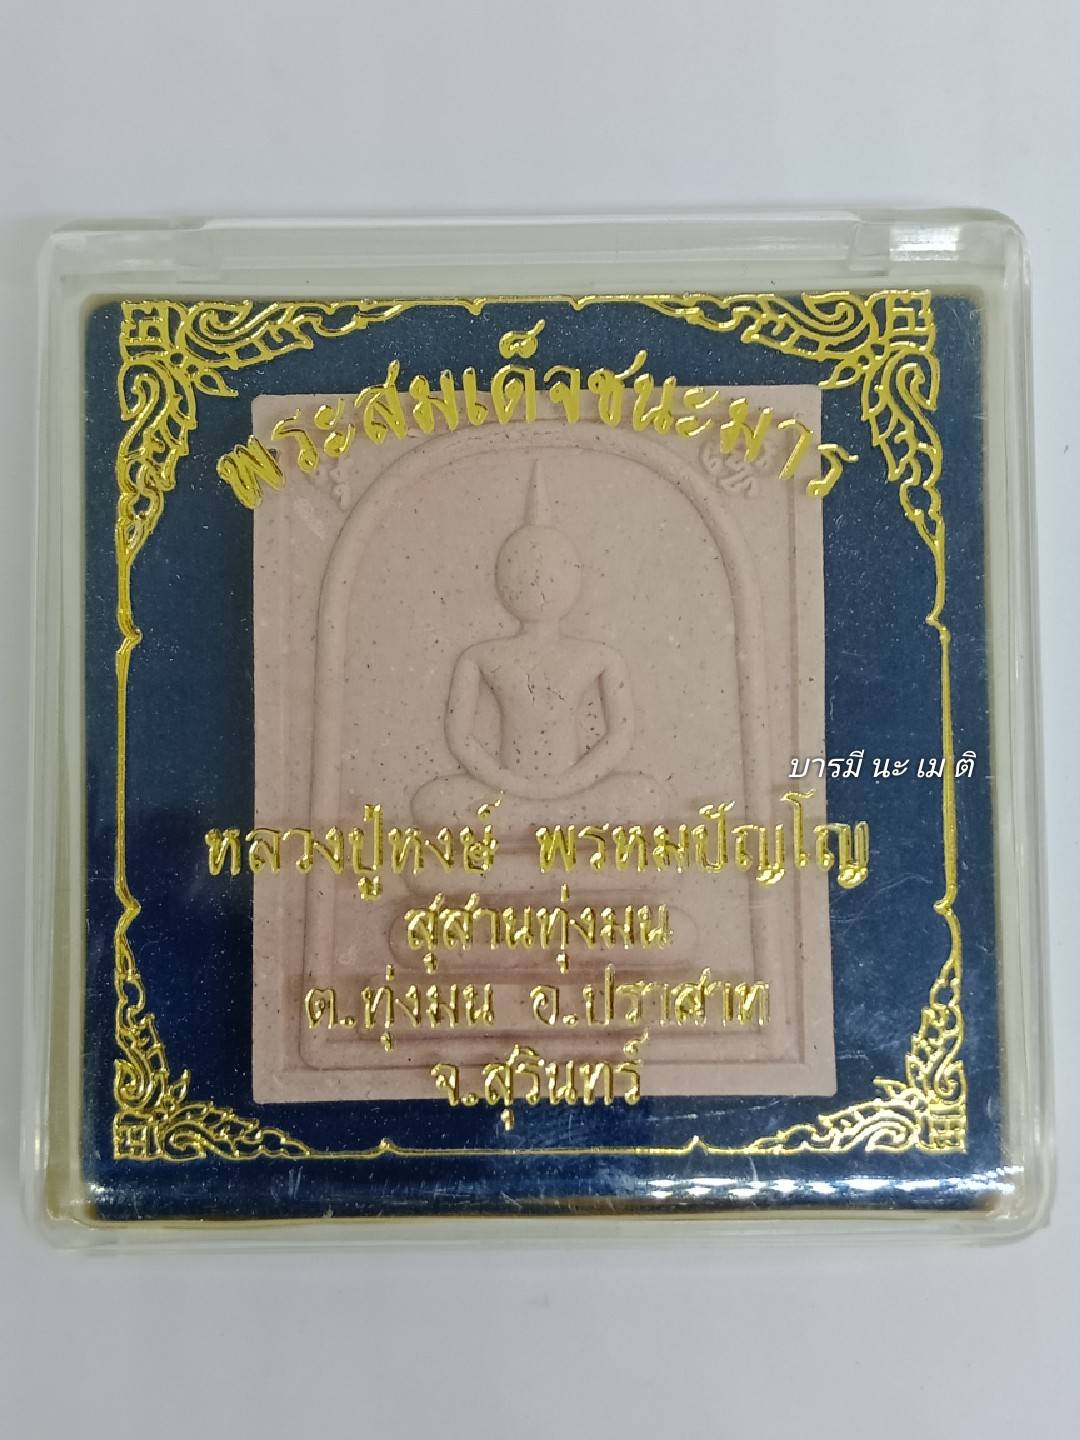 พระสมเด็จชนะมาร
บารมี นะ เม ติ
หลวงปู่หงษ์ พรหมปัญโญ
สุสานทุ่งมน
ต.ทุ่งมน อ.ปราสาท
จ.สุรินทร์